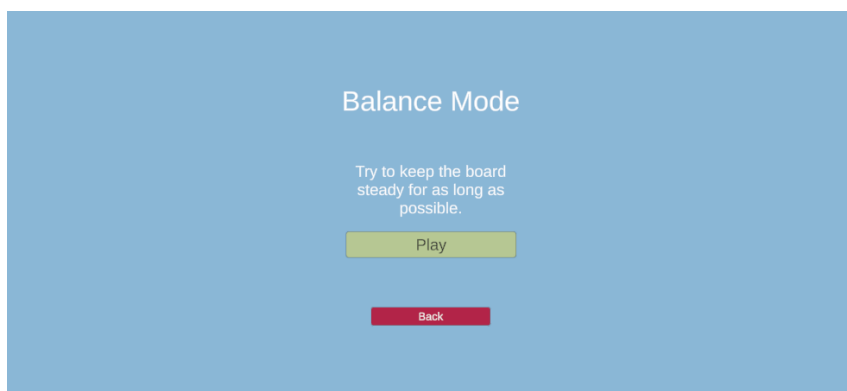 Balance Mode
Try to keep the board
steady for as long as
possible.
Play
Back